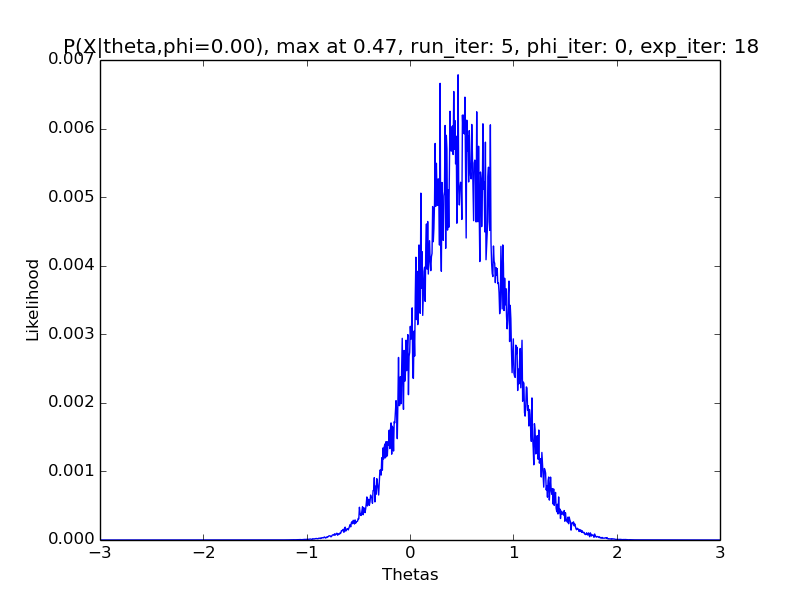 P(X|theta,phi=0.00), max at 0.47, run_iter: 5, phi_iter: 0, exp_iter: 18
0.007
0.006
0.005
0.004
0.003
0.002
0.001
0.000
Likelihood
−3 −2 −1 0 1 2 3
Thetas